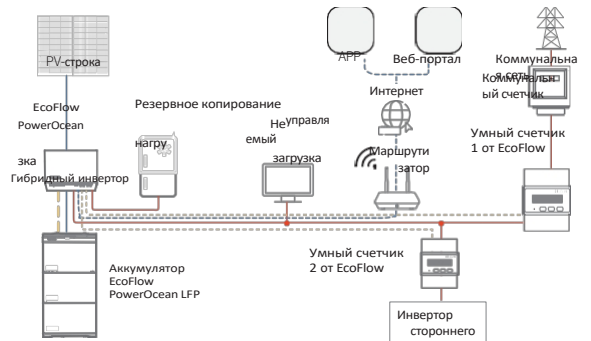 PV-строка
APP
Веб-портал
Коммунальна
я сеть
Коммунальн
ый счетчик
Интернет
EcoFlow
PowerOcean
Резервное копирование
нагру
зка
Гибридный инвертор
Не управля
емый
загрузка
Маршрути
затор
Умный счетчик
1 от EcoFlow
Аккумулятор
EcoFlow
PowerOcean LFP
Умный счетчик
2 от EcoFlow
Инвертор
стороннего